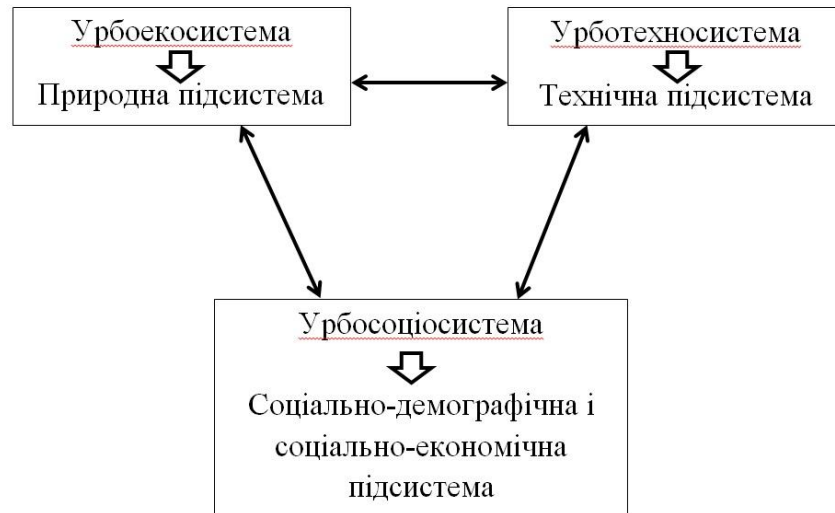 Урбоекосистема
Природна підсистема
Урботехносистема
Технічна підсистема
Урбосоціосистема
Соціально-демографічна і
соціально-економічна
підсистема